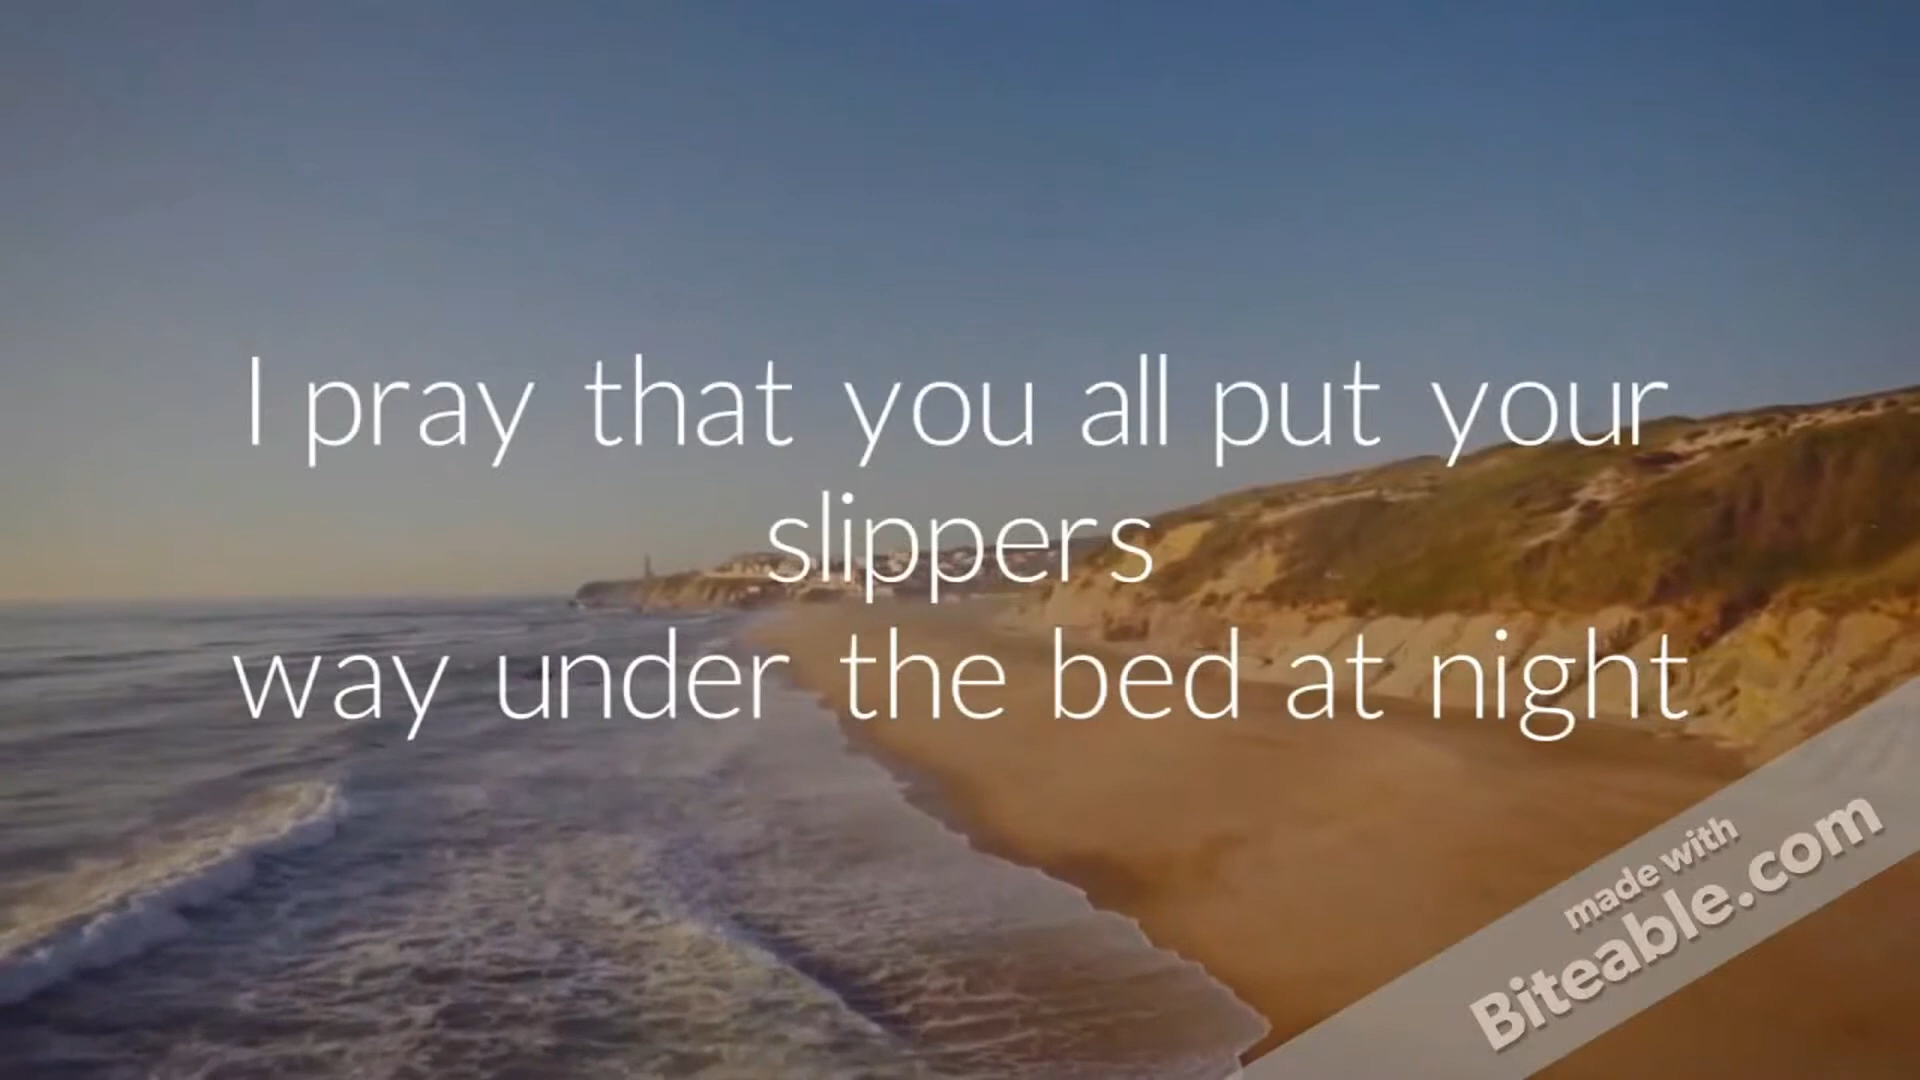 I pray that you all put your
slippers
way under the bed at night
made with
Biteable.com